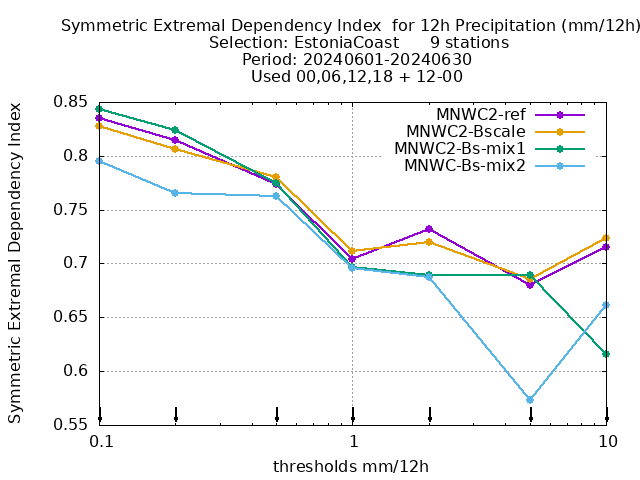 Symmetric Extremal Dependency Index  for 12h Precipitation (mm/12h)
Selection: EstoniaCoast      9 stations
Period: 20240601-20240630
Used 00,06,12,18 + 12-00
Symmetric Extremal Dependency Index
0.85
0.8
0.75
0.7
0.65
0.6
0.55
MNWC2-ref
MNWC2-Bscale
MNWC2-Bs-mix1
MNWC-Bs-mix2
0.1
1
10
thresholds mm/12h